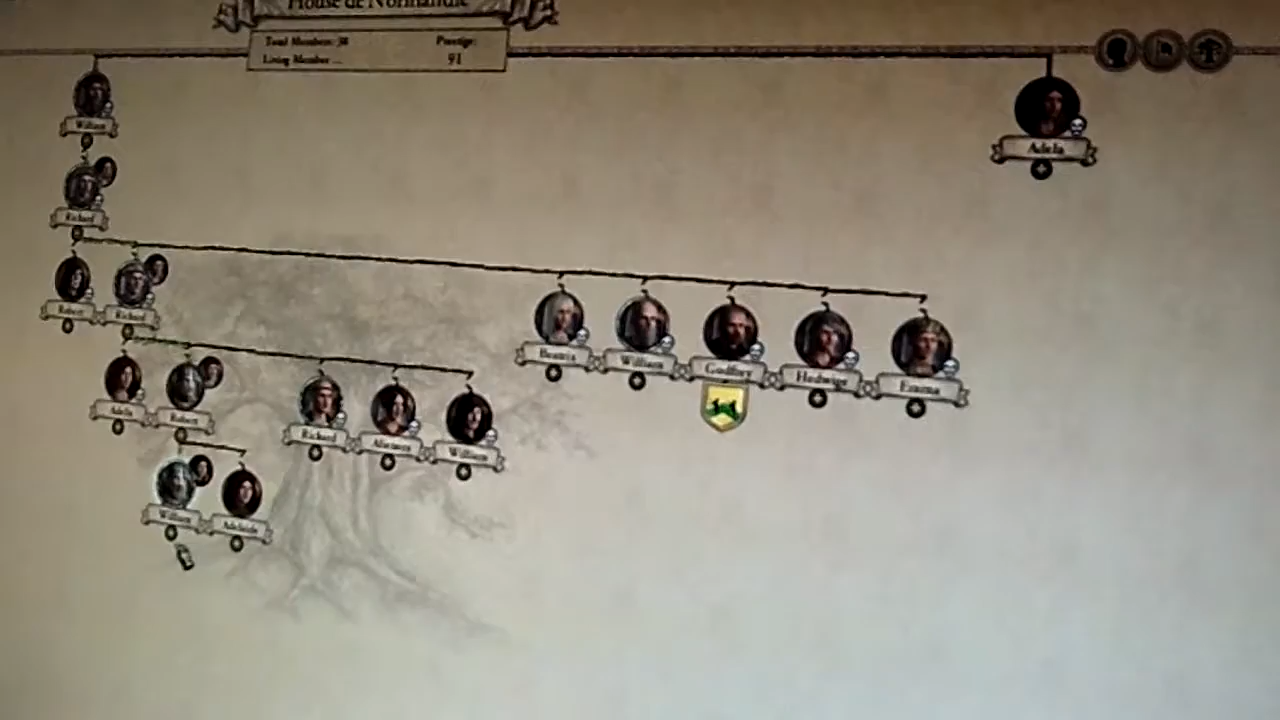 House de Normandie
Total Members: 38
Prestige:
Living Member ...
91
William
Adela
Richard
Robert
Richard
Beatrix
William
Godfrey
Hedwige
Emma
Adela
Robert
Richard
William
William
Adelaide